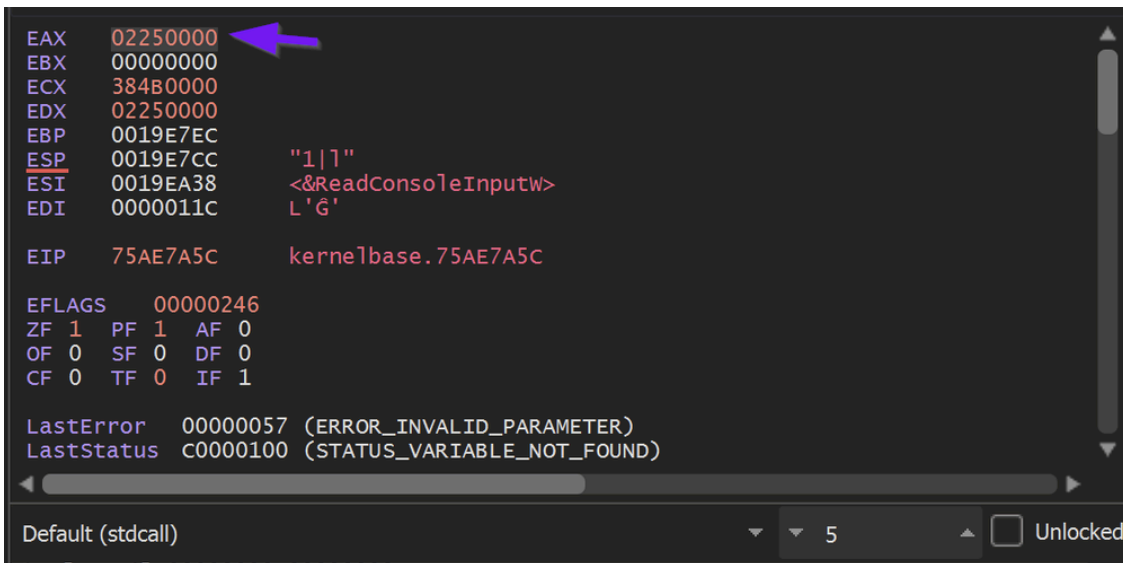 EAX 02250000
EBX 00000000
ECX 384B0000
EDX 02250000
EBP 0019E7EC
ESP 0019E7CC "1|l"
ESI 0019EA38 <&ReadConsoleInputW>
EDI 0000011C L'Ĝ'
EIP 75AE7A5C kernelbase.75AE7A5C
EFLAGS 00000246
ZF 1 PF 1 AF 0
OF 0 SF 0 DF 0
CF 0 TF 0 IF 1
LastError 00000057 (ERROR_INVALID_PARAMETER)
LastStatus C0000100 (STATUS_VARIABLE_NOT_FOUND)
Default (stdcall) 5 Unlocked